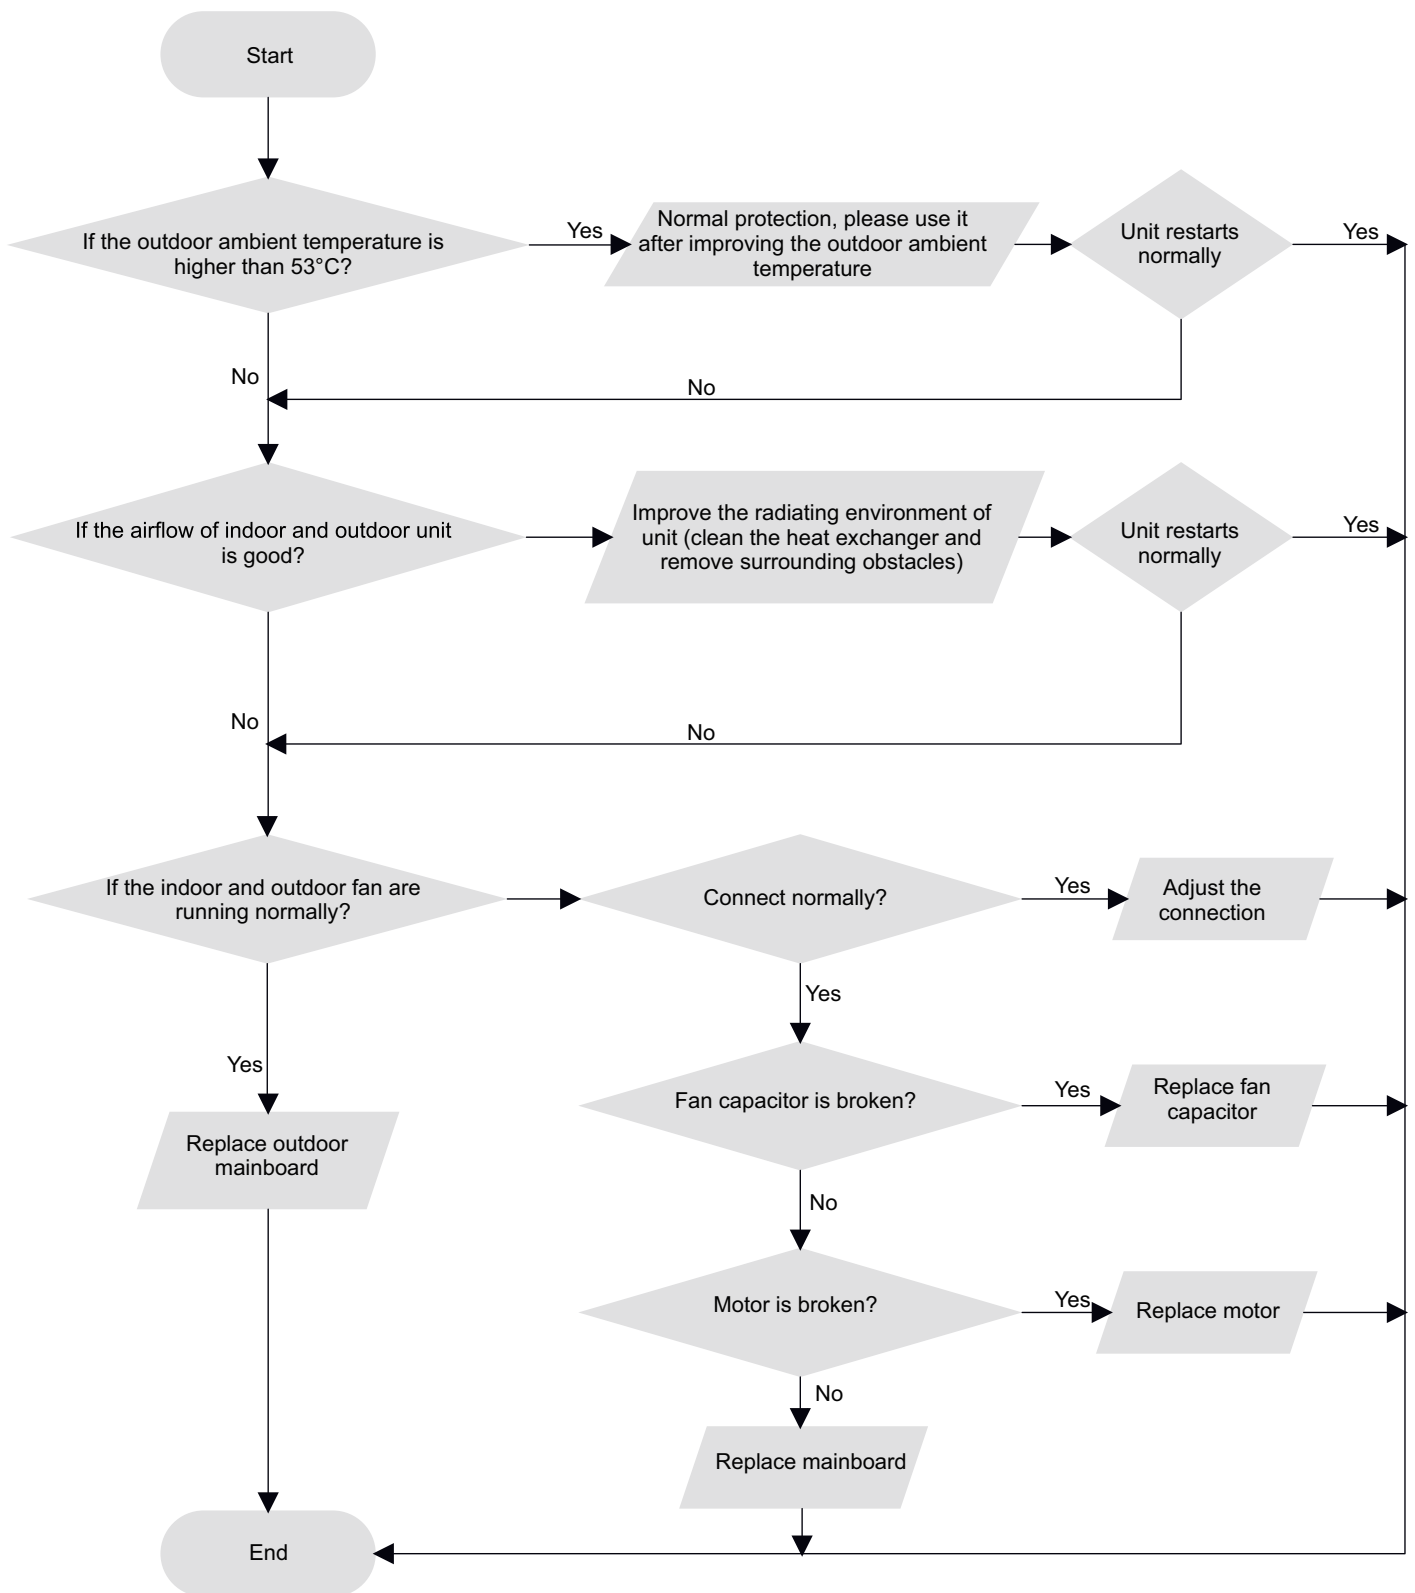 Start
If the outdoor ambient temperature is
higher than 53°C?
Yes
Normal protection, please use it
after improving the outdoor ambient
temperature
Unit restarts
normally
Yes
No
No
If the airflow of indoor and outdoor unit
is good?
Improve the radiating environment of
unit (clean the heat exchanger and
remove surrounding obstacles)
Unit restarts
normally
Yes
No
No
If the indoor and outdoor fan are
running normally?
Connect normally?
Yes
Adjust the
connection
Yes
Yes
Fan capacitor is broken?
Yes
Replace fan
capacitor
Replace outdoor
mainboard
No
Motor is broken?
Yes
Replace motor
No
Replace mainboard
End